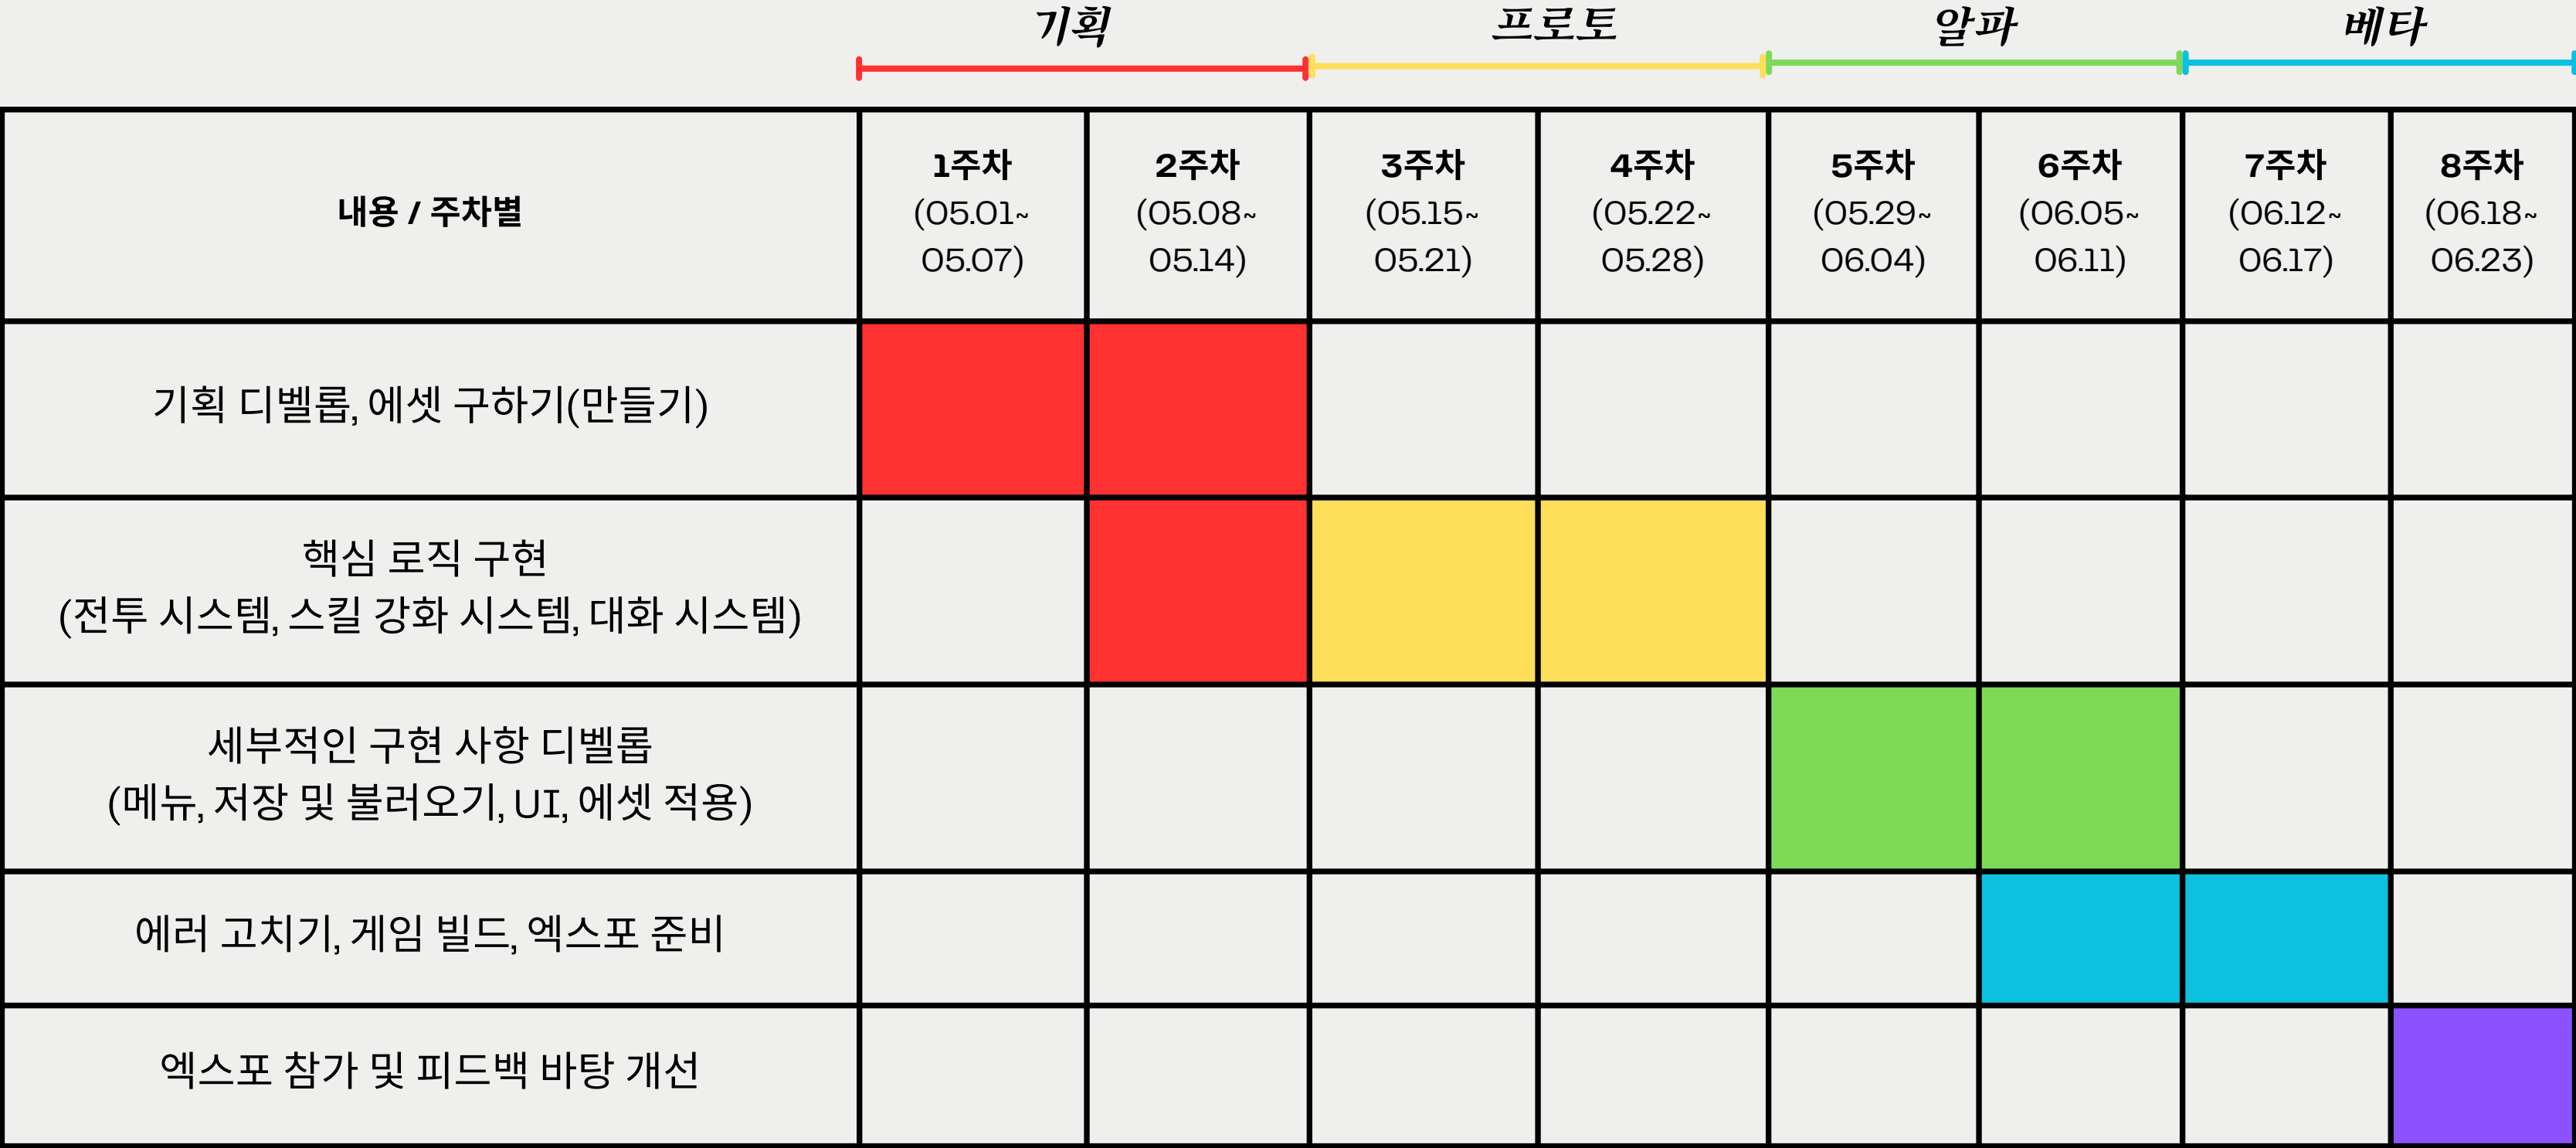 기획
프로토
알파
베타
내용 / 주차별
1주차
(05.01~
05.07)
2주차
(05.08~
05.14)
3주차
(05.15~
05.21)
4주차
(05.22~
05.28)
5주차
(05.29~
06.04)
6주차
(06.05~
06.11)
7주차
(06.12~
06.17)
8주차
(06.18~
06.23)
기획 디벨롭, 에셋 구하기(만들기)
핵심 로직 구현
(전투 시스템, 스킬 강화 시스템, 대화 시스템)
세부적인 구현 사항 디벨롭
(메뉴, 저장 및 불러오기, UI, 에셋 적용)
에러 고치기, 게임 빌드, 엑스포 준비
엑스포 참가 및 피드백 바탕 개선